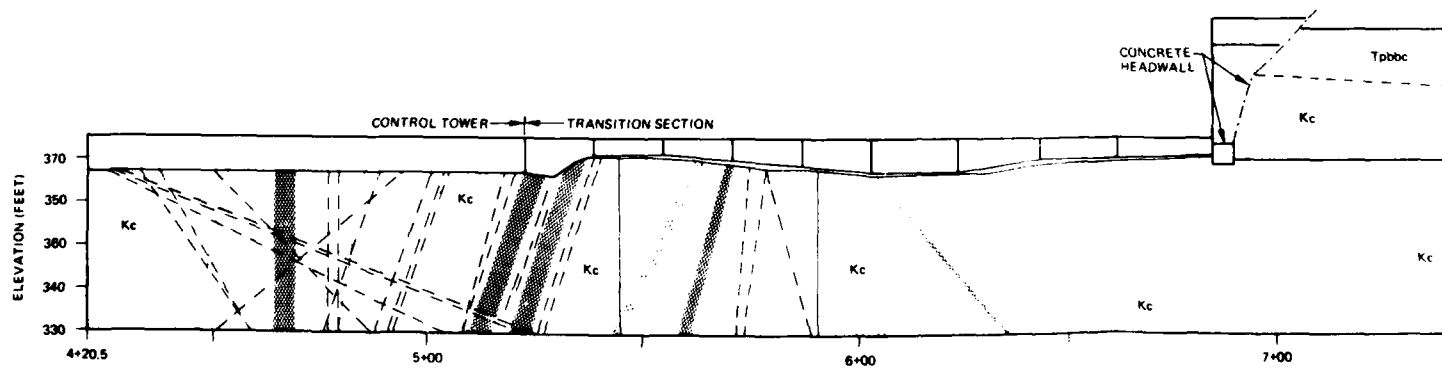 CONCRETE
HEADWALL
Tpbbc
Kc
CONTROL TOWER
TRANSITION SECTION
ELEVATION (FEET)
370
350
360
340
330
Kc
Kc
Kc
Kc
Kc
Kc
4+20.5
5+00
6+00
7+00